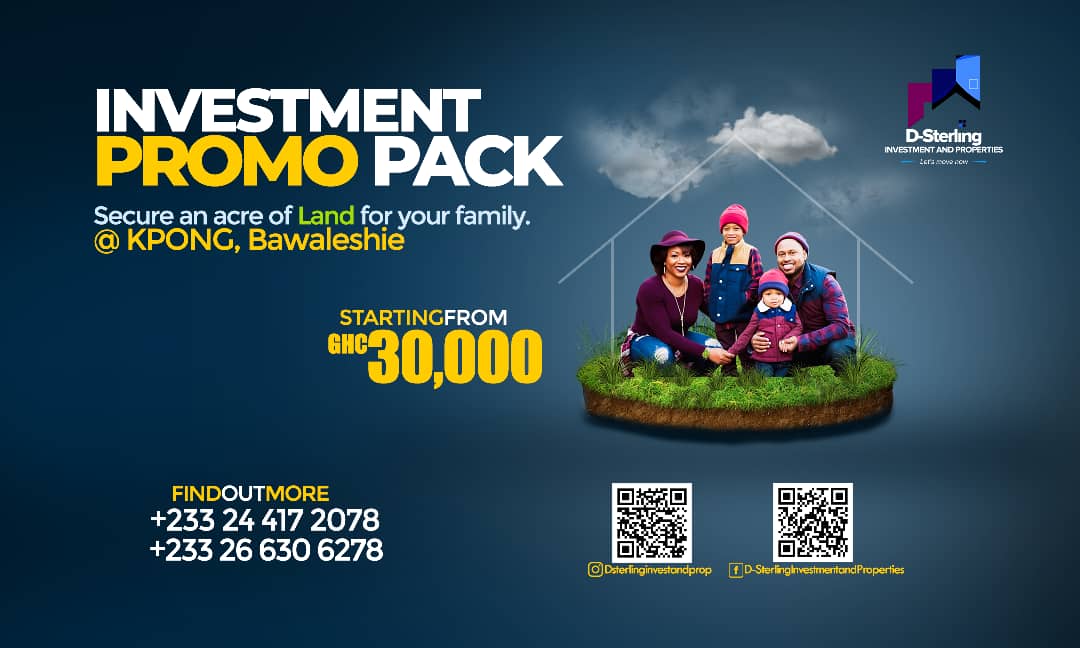 INVESTMENT
PROMO PACK
Secure an acre of Land for your family.
@ KPONG, Bawaleshie
STARTINGFROM
GHC30,000
FINDOUTMORE
+233 24 417 2078
+233 26 630 6278
D-Sterling
INVESTMENT AND PROPERTIES
Let's move now
Dsterlinginvestandprop
D-SterlingInvestmentandProperties